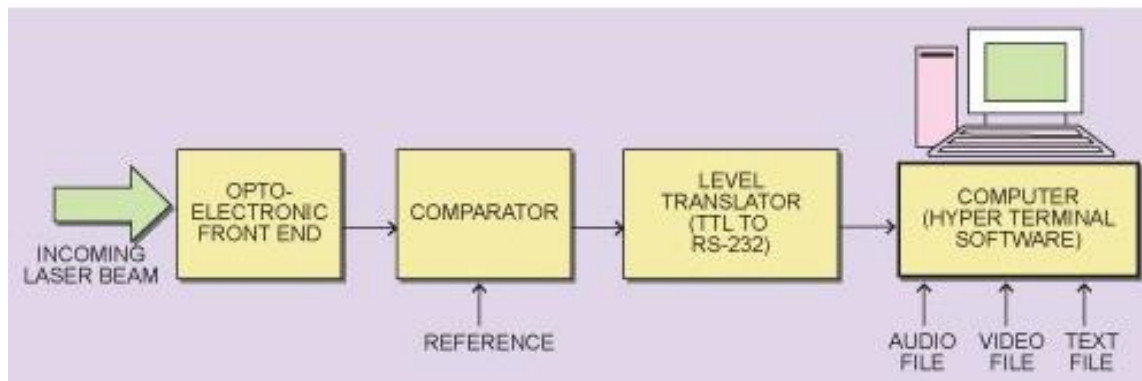 INCOMING
LASER BEAM
OPTO-
ELECTRONIC
FRONT END
COMPARATOR
REFERENCE
LEVEL
TRANSLATOR
(TTL TO
RS-232)
COMPUTER
(HYPER TERMINAL
SOFTWARE)
AUDIO
FILE
VIDEO
FILE
TEXT
FILE